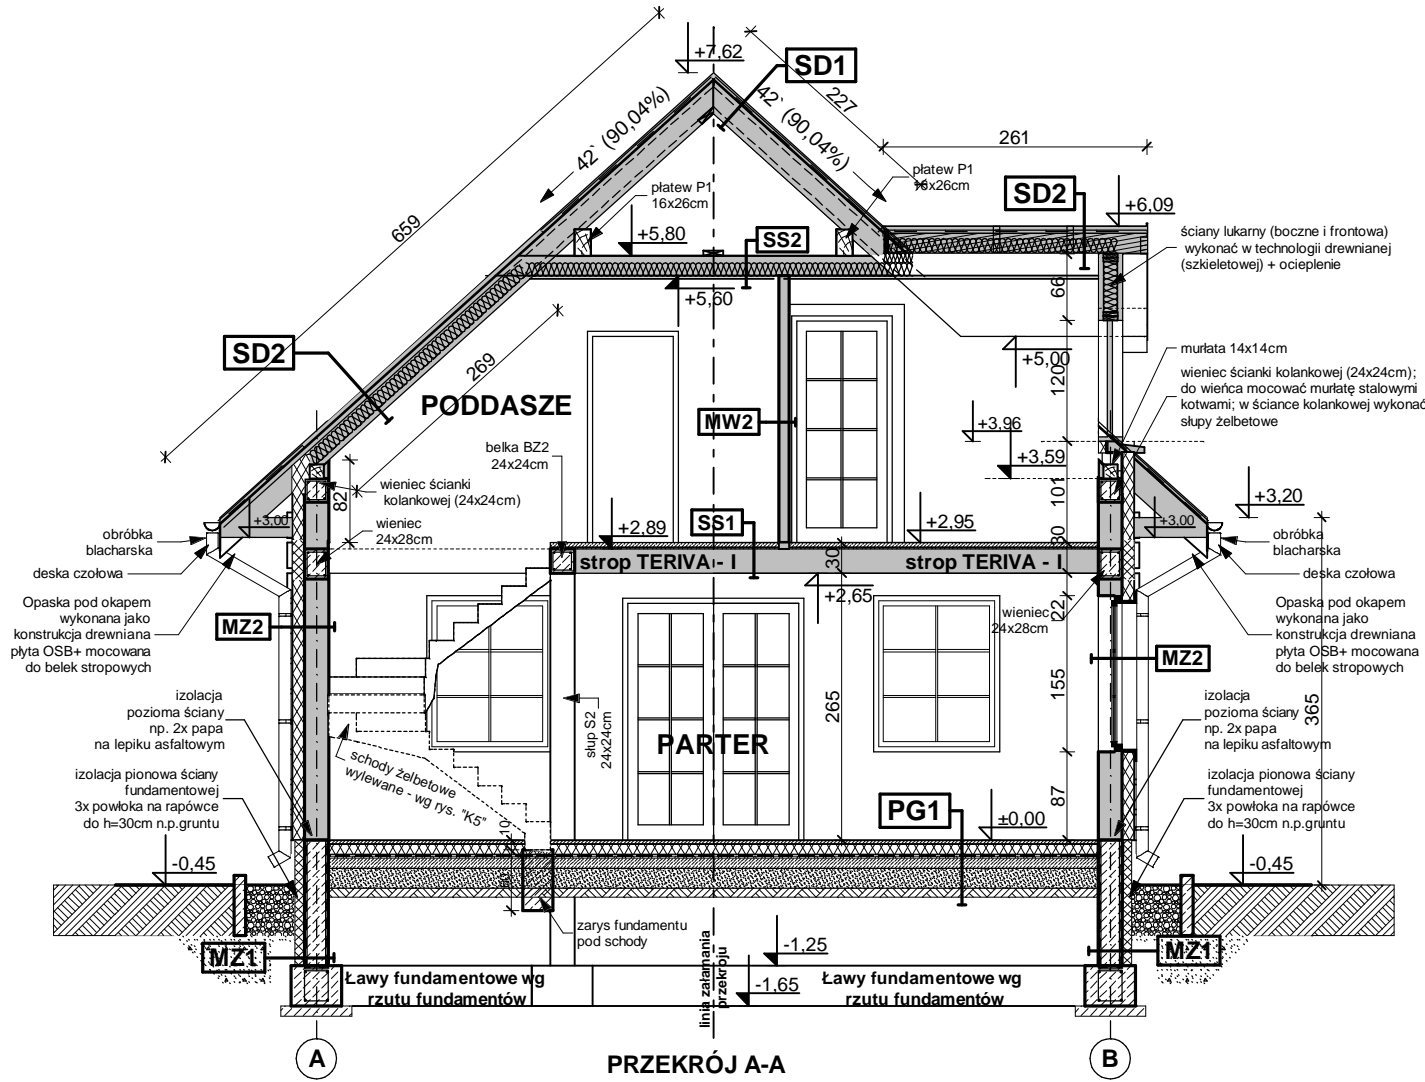 +7,62
SD1
42` (90,04%)
42` (90,04%)
227
261
659
płatew P1
16x26cm
płatew P1
16x26cm
SD2
+6,09
+5,80
SS2
ściany lukarny (boczne i frontowa)
wykonać w technologii drewnianej
(szkieletowej) + ocieplenie
+5,60
66
SD2
269
+5,00
120
murłata 14x14cm
wieniec ścianki kolankowej (24x24cm);
do wieńca mocować murłatę stalowymi
kotwami; w ściance kolankowej wykonać
słupy żelbetowe
PODDASZE
MW2
+3,96
belka BZ2
24x24cm
+3,59
82
wieniec ścianki
kolankowej (24x24cm)
101
+3,20
+3,00
wieniec
24x28cm
+2,89
SS1
+2,95
30
+3,00
obróbka
blacharska
obróbka
blacharska
strop TERIVA - I
30
strop TERIVA - I
deska czołowa
deska czołowa
+2,65
Opaska pod okapem
wykonana jako
konstrukcja drewniana
płyta OSB+ mocowana
do belek stropowych
MZ2
wieniec
24x28cm
22
Opaska pod okapem
wykonana jako
konstrukcja drewniana
płyta OSB+ mocowana
do belek stropowych
MZ2
izolacja
pozioma ściany
np. 2x papa
na lepiku asfaltowym
słup S2
24x24cm
265
155
izolacja
pozioma ściany
np. 2x papa
na lepiku asfaltowym
365
PARTER
schody żelbetowe
wylewane - wg rys. "K5"
izolacja pionowa ściany
fundamentowej
3x powłoka na rapówce
do h=30cm n.p.gruntu
izolacja pionowa ściany
fundamentowej
3x powłoka na rapówce
do h=30cm n.p.gruntu
PG1
87
±0,00
10
-0,45
60
-0,45
zarys fundamentu
pod schody
MZ1
-1,25
MZ1
Ławy fundamentowe wg
rzutu fundamentów
linia załamania
przekroju
-1,65
Ławy fundamentowe wg
rzutu fundamentów
A
PRZEKRÓJ A-A
B